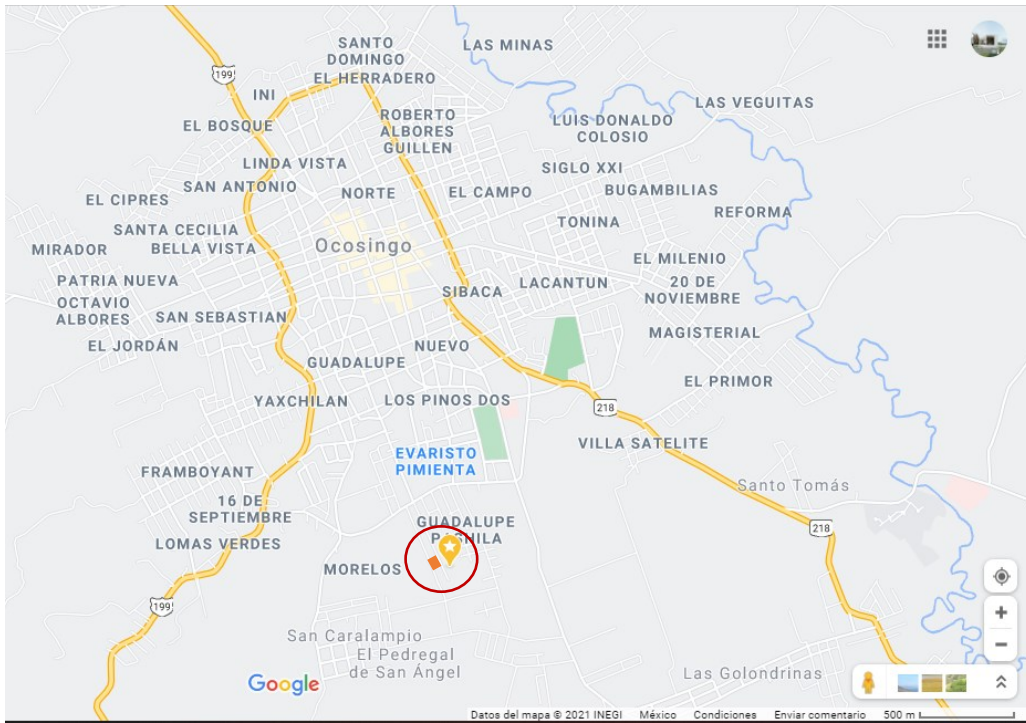 SANTO
DOMINGO
EL HERRADERO
LAS MINAS
199
INI
EL BOSQUE
ROBERTO
ALBORES
GUILLEN
LUIS DONALDO
COLOSIO
LAS VEGUITAS
LINDA VISTA
SIGLO XXI
SAN ANTONIO
NORTE
EL CAMPO
BUGAMBILIAS
EL CIPRES
TONINA
REFORMA
SANTA CECILIA
MIRADOR
BELLA VISTA
Ocosingo
EL MILENIO
PATRIA NUEVA
SIBACA
LACANTUN
20 DE
NOVIEMBRE
OCTAVIO
ALBORES
SAN SEBASTIAN
MAGISTERIAL
EL JORDÁN
NUEVO
GUADALUPE
EL PRIMOR
YAXCHILAN
LOS PINOS DOS
218
EVARISTO
PIMIENTA
VILLA SATELITE
FRAMBOYANT
Santo Tomás
16 DE
SEPTIEMBRE
GUADALUPE
218
LOMAS VERDES
MORELOS
199
San Caralampio
El Pedregal
de San Ángel
Las Golondrinas
Google
Datos del mapa © 2021 INEGI México Condiciones Enviar comentario 500 m